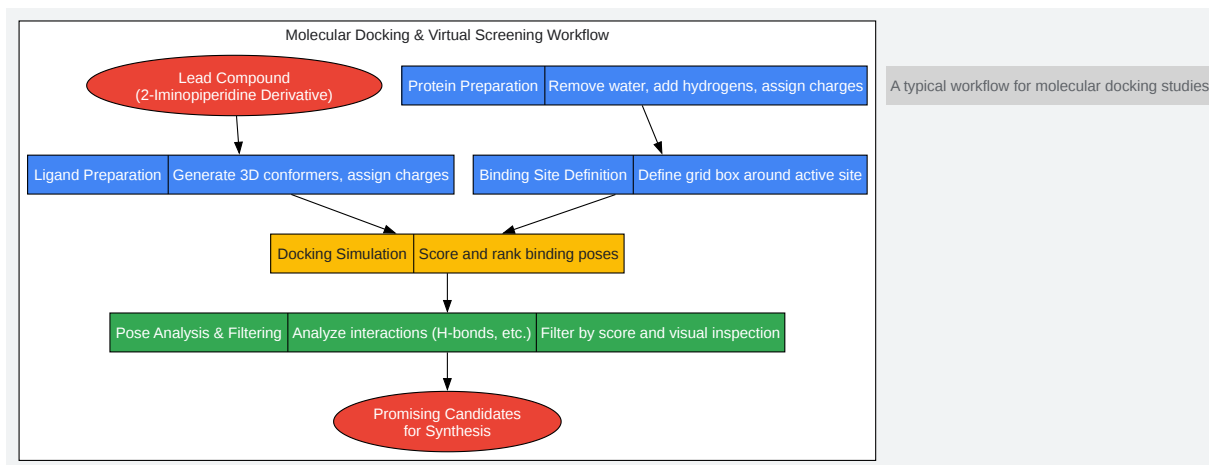 Molecular Docking & Virtual Screening Workflow
Lead Compound
(2-Iminopiperidine Derivative)
Protein Preparation
Remove water, add hydrogens, assign charges
A typical workflow for molecular docking studies
Ligand Preparation
Generate 3D conformers, assign charges
Binding Site Definition
Define grid box around active site
Docking Simulation
Score and rank binding poses
Pose Analysis & Filtering
Analyze interactions (H-bonds, etc.)
Filter by score and visual inspection
Promising Candidates
for Synthesis